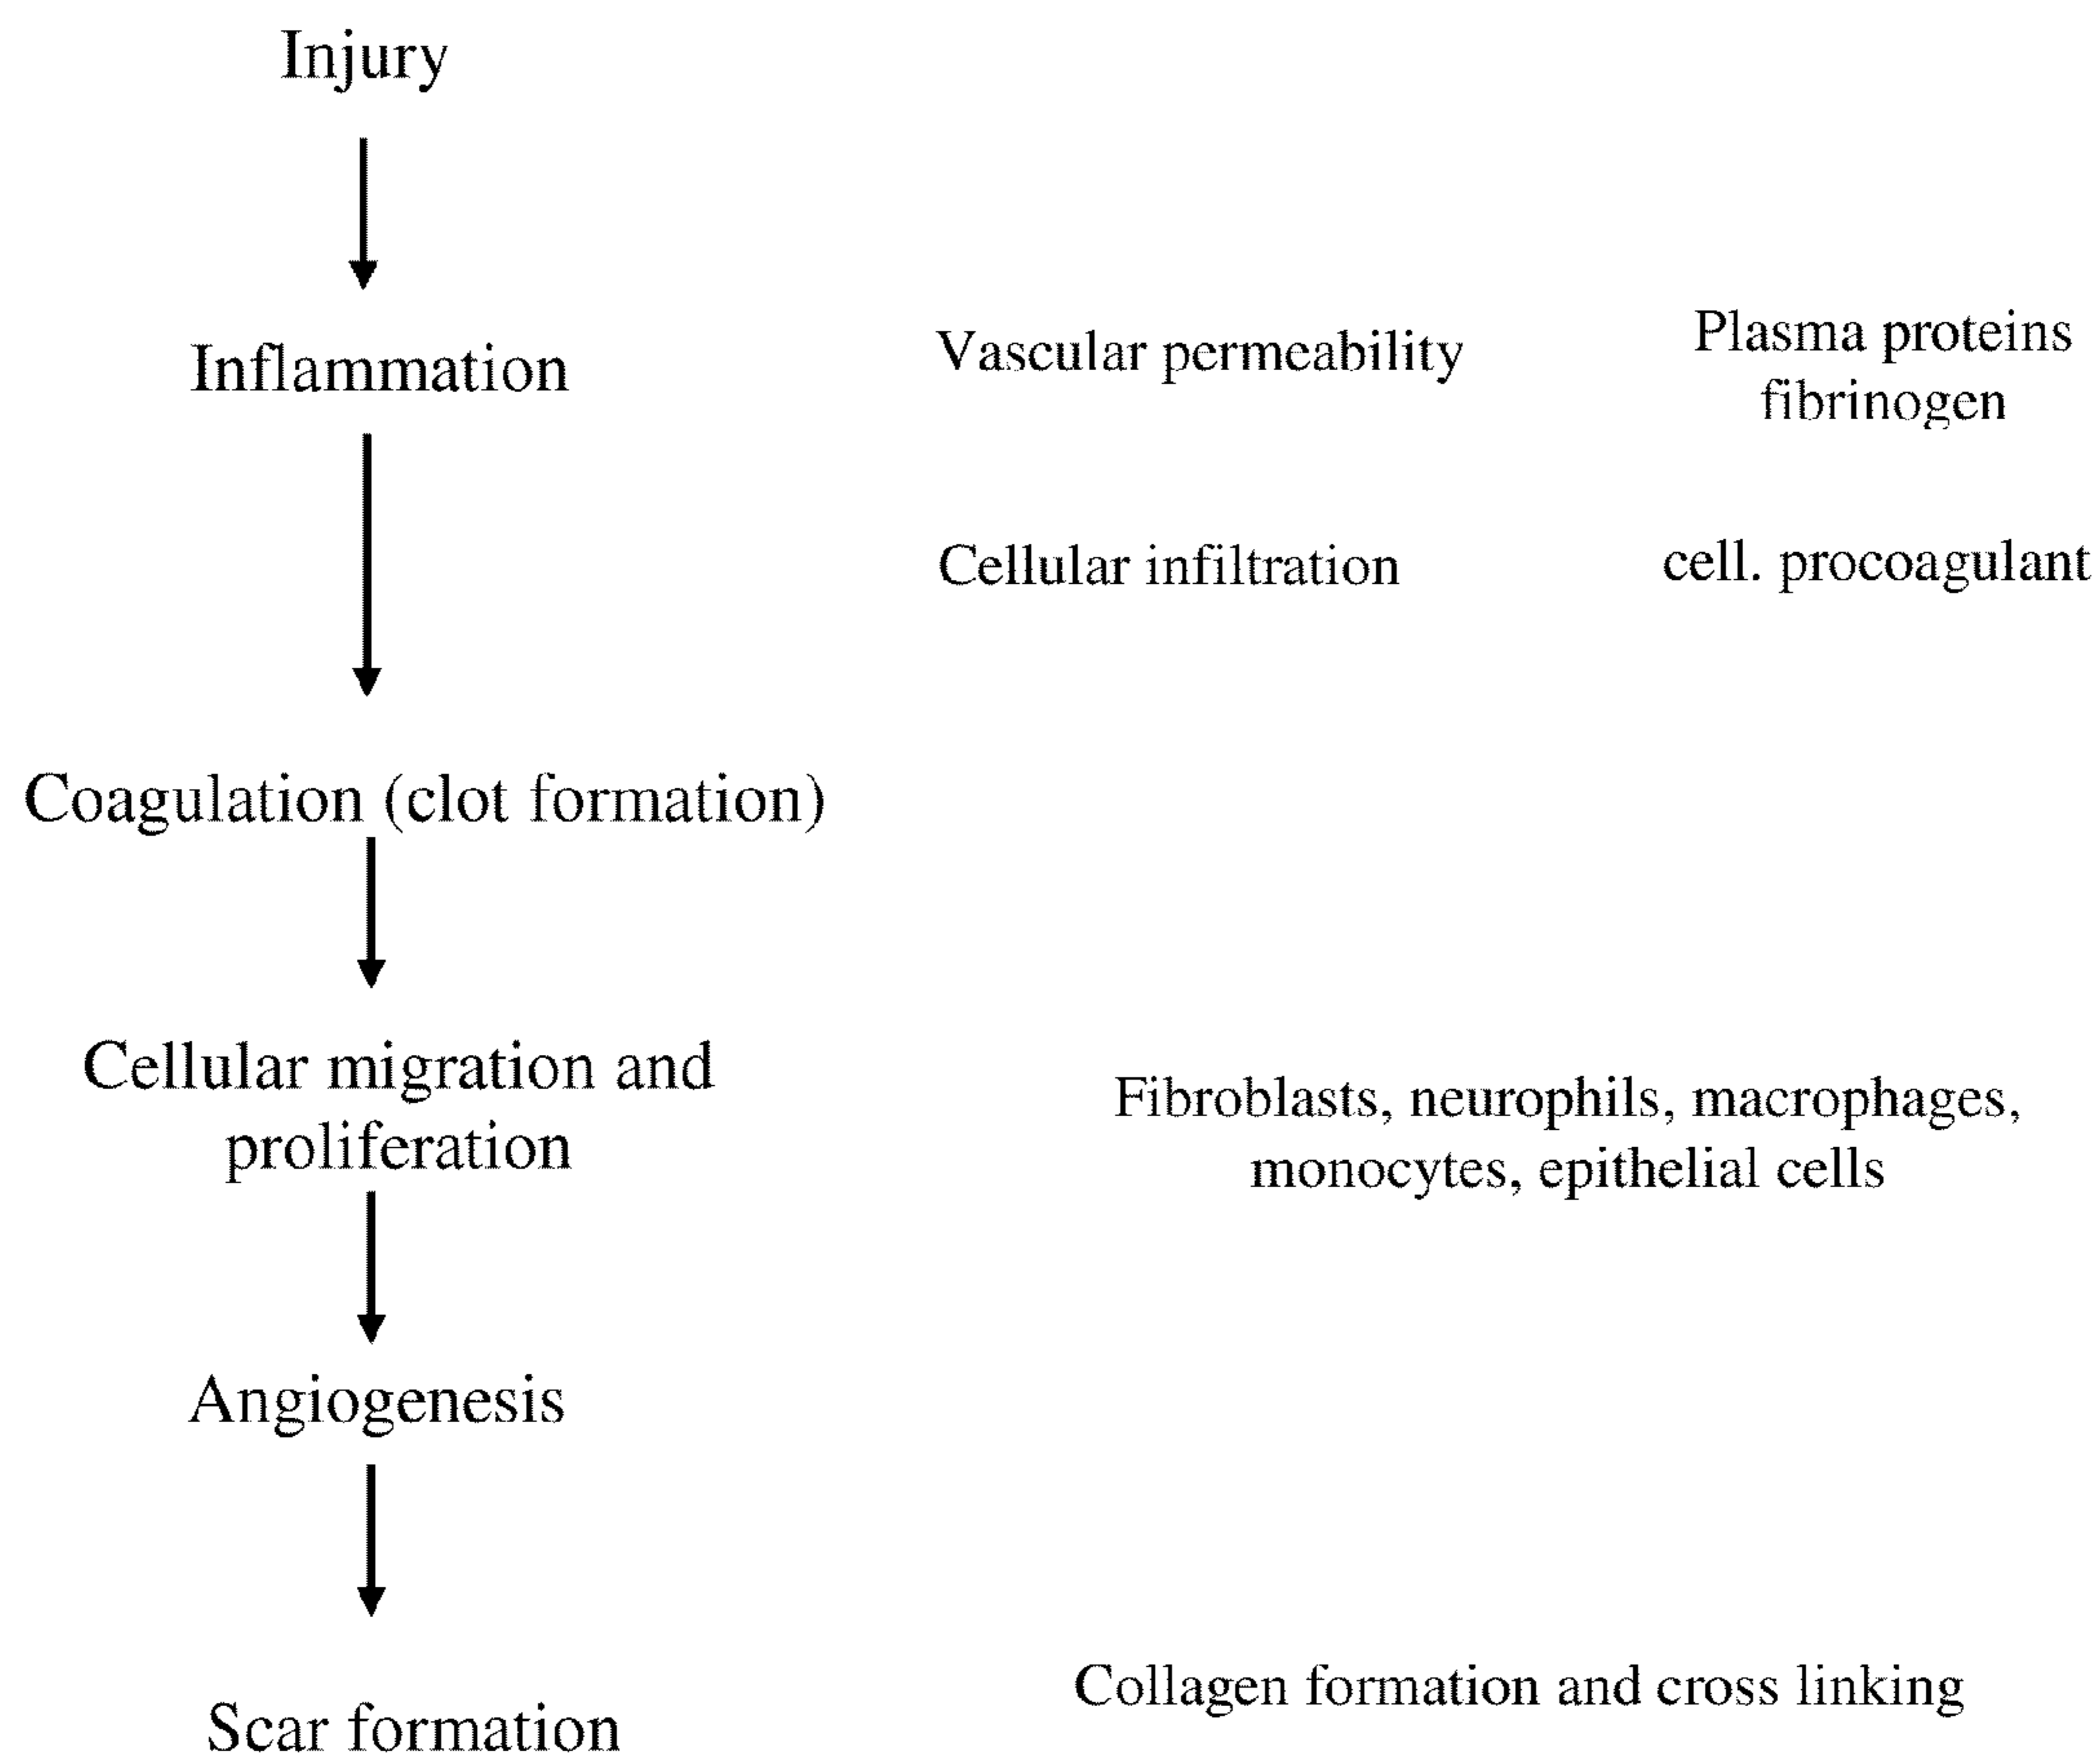 Injury
Inflammation
Vascular permeability
Plasma proteins
fibrinogen
Cellular infiltration
cell. procoagulant
Coagulation (clot formation)
Cellular migration and
proliferation
Fibroblasts, neurophils, macrophages,
monocytes, epithelial cells
Angiogenesis
Scar formation
Collagen formation and cross linking